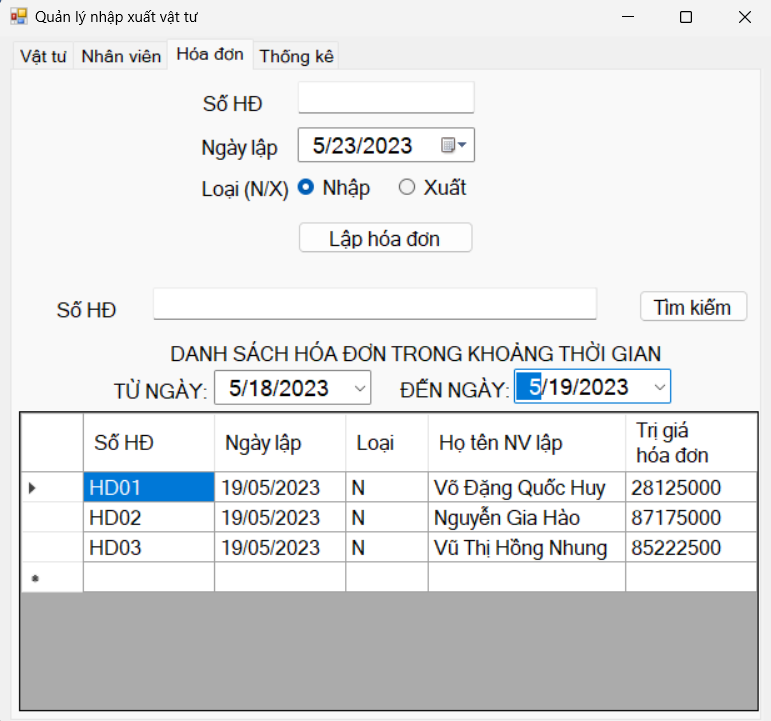 Quản lý nhập xuất vật tư
Vật tư Nhân viên Hóa đơn Thống kê
Số HĐ
Ngày lập 5/23/2023
Loại (N/X) Nhập Xuất
Lập hóa đơn
Số HĐ Tìm kiếm
DANH SÁCH HÓA ĐƠN TRONG KHOẢNG THỜI GIAN
TỪ NGÀY: 5/18/2023 ĐẾN NGÀY: 5/19/2023
Số HĐ Ngày lập Loại Họ tên NV lập Trị giá hóa đơn
HD01 19/05/2023 N Võ Đặng Quốc Huy 28125000
HD02 19/05/2023 N Nguyễn Gia Hào 87175000
HD03 19/05/2023 N Vũ Thị Hồng Nhung 85222500